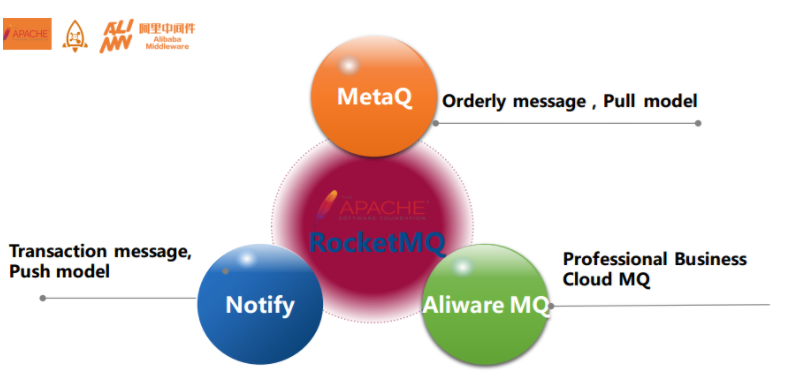 APACHE
阿里中间件
Alibaba
Middleware
MetaQ
Orderly message , Pull model
APACHE
SOFTWARE FOUNDATION
RocketMQ
Transaction message,
Push model
Notify
Aliware MQ
Professional Business
Cloud MQ